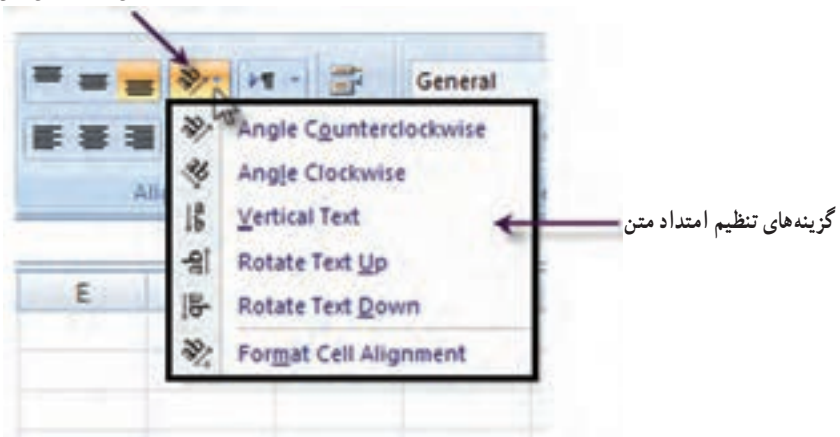 General
Angle Counterclockwise
Angle Clockwise
Vertical Text
گزینه‌های تنظیم امتداد متن
Rotate Text Up
E
Rotate Text Down
Format Cell Alignment